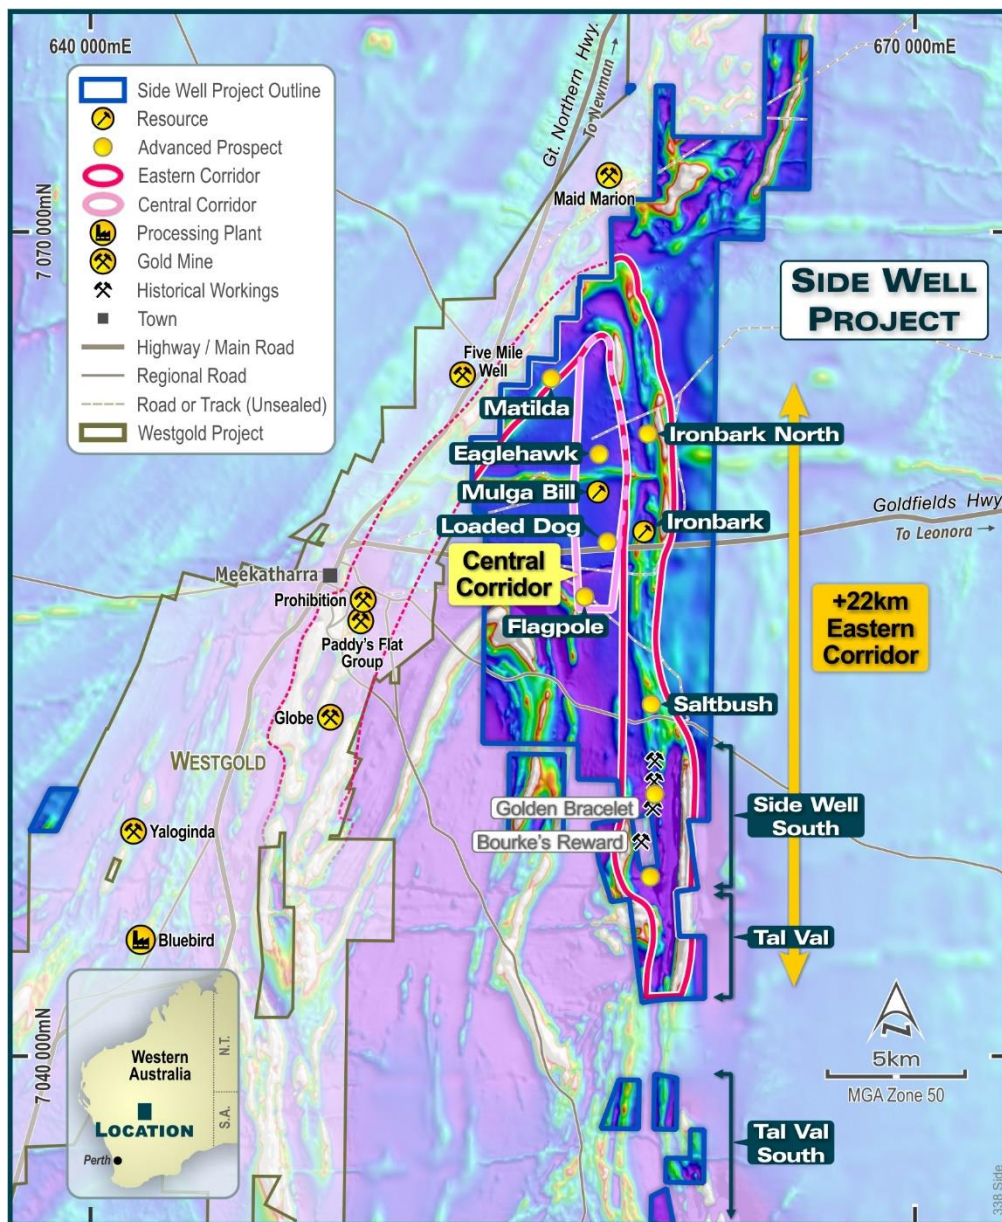 640 000mE
670 000mE
Side Well Project Outline
Resource
Advanced Prospect
Eastern Corridor
Central Corridor
Processing Plant
Gold Mine
Historical Workings
Town
Highway / Main Road
Regional Road
Road or Track (Unsealed)
Westgold Project
Gt. Northern Hwy.
To Newman
Maid Marion
7 070 000mN
SIDE WELL
PROJECT
Five Mile
Well
Matilda
Ironbark North
Eaglehawk
Mulga Bill
Goldfields Hwy
Loaded Dog
Ironbark
To Leonora
Central
Corridor
Meekatharra
Prohibition
+22km
Eastern
Corridor
Flagpole
Paddy's Flat
Group
Saltbush
Globe
WESTGOLD
Golden Bracelet
Side Well
South
Yaloginda
Bourke's Reward
Bluebird
Tal Val
N
5km
MGA Zone 50
7 040 000mN
Western
Australia
N.T.
S.A.
LOCATION
Perth
Tal Val
South
338 Side